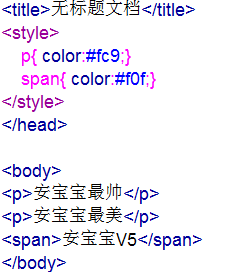 <title>无标题文档</title>
<style>
p{ color:#fc9;}
span{ color:#f0f;}
</style>
</head>

<body>
<p>安宝宝最帅</p>
<p>安宝宝最美</p>
<span>安宝宝V5</span>
</body>